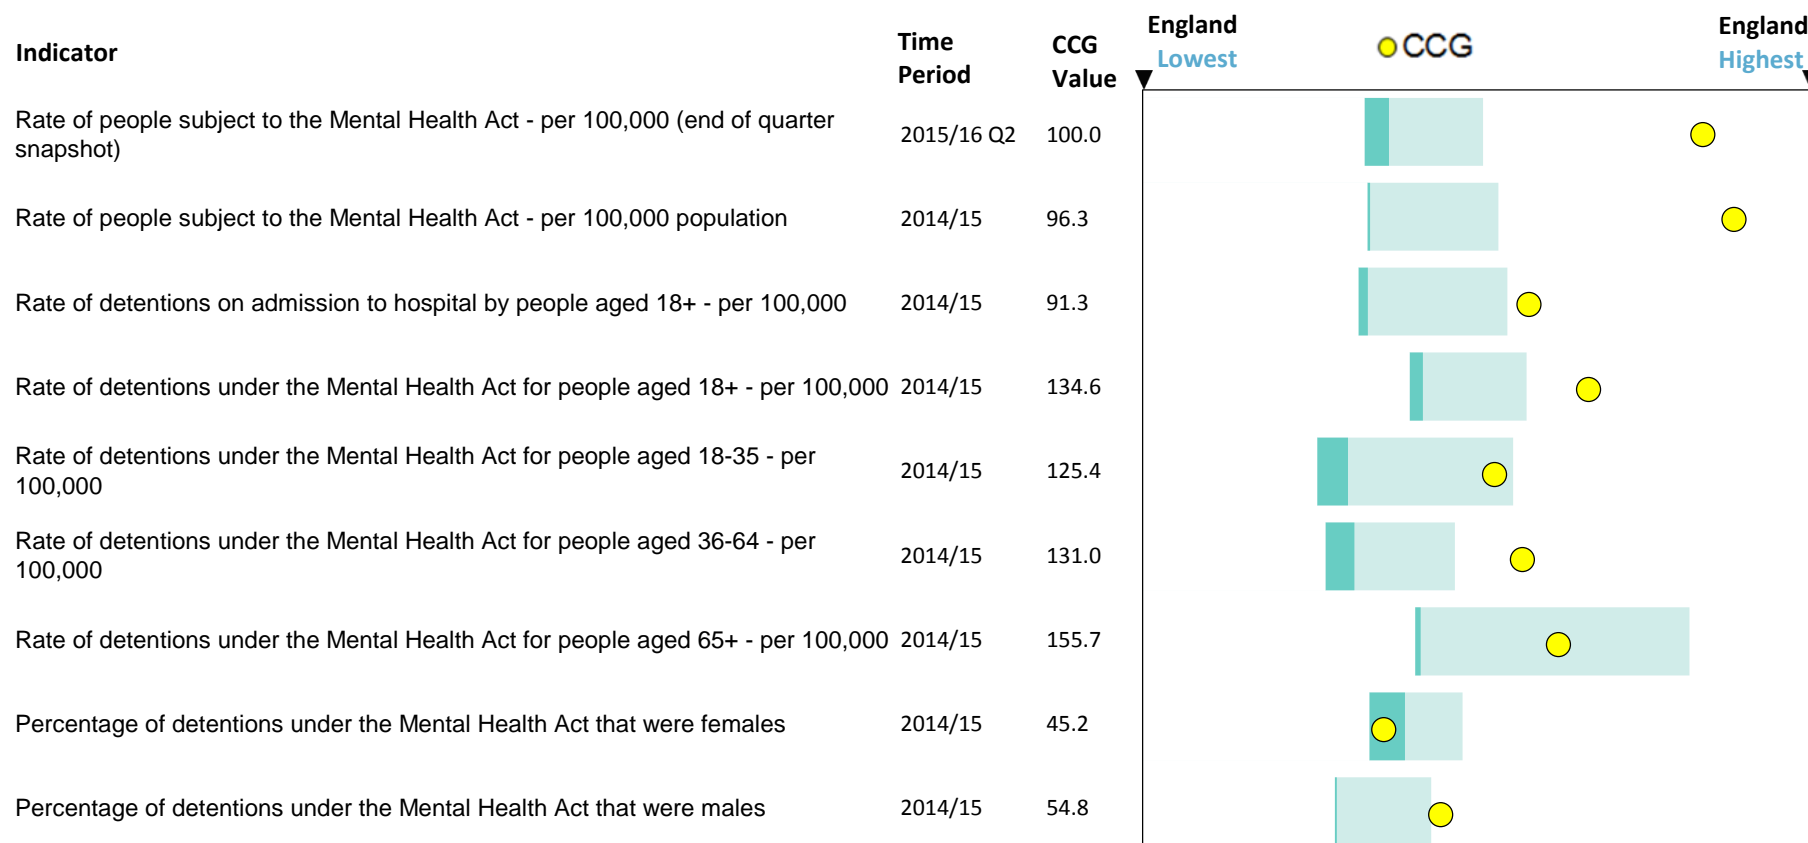 Indicator
Time
Period
CCG
Value
England
Lowest
CCG
England
Highest
Rate of people subject to the Mental Health Act - per 100,000 (end of quarter
snapshot)
2015/16 Q2
100.0
Rate of people subject to the Mental Health Act - per 100,000 population
2014/15
96.3
Rate of detentions on admission to hospital by people aged 18+ - per 100,000
2014/15
91.3
Rate of detentions under the Mental Health Act for people aged 18+ - per 100,000
2014/15
134.6
Rate of detentions under the Mental Health Act for people aged 18-35 - per
100,000
2014/15
125.4
Rate of detentions under the Mental Health Act for people aged 36-64 - per
100,000
2014/15
131.0
Rate of detentions under the Mental Health Act for people aged 65+ - per 100,000
2014/15
155.7
Percentage of detentions under the Mental Health Act that were females
2014/15
45.2
Percentage of detentions under the Mental Health Act that were males
2014/15
54.8